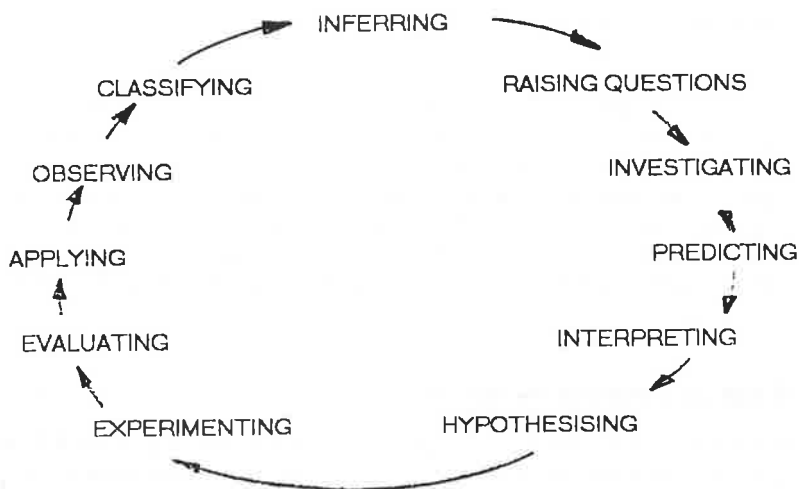 INFERRING
RAISING QUESTIONS
INVESTIGATING
PREDICTING
INTERPRETING
HYPOTHESISING
EXPERIMENTING
EVALUATING
APPLYING
OBSERVING
CLASSIFYING